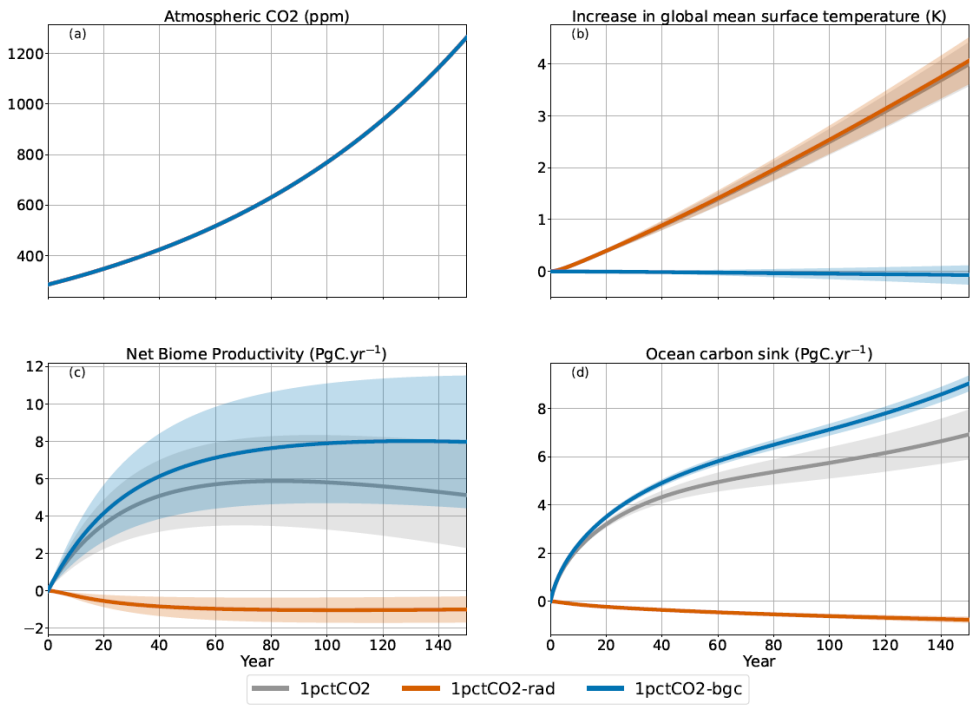 Atmospheric CO2 (ppm)
(a)
1200
1000
800
600
400
Increase in global mean surface temperature (K)
(b)
4
3
2
1
0
Net Biome Productivity (PgC.yr⁻¹)
(c)
12
10
8
6
4
2
0
−2
0 20 40 60 80 100 120 140
Year
Ocean carbon sink (PgC.yr⁻¹)
(d)
8
6
4
2
0
0 20 40 60 80 100 120 140
Year
1pctCO2 1pctCO2-rad 1pctCO2-bgc